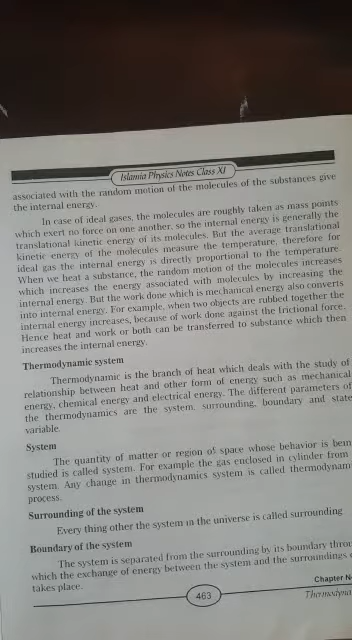 Islamia Physics Notes Class XI
associated with the random motion of the molecules of the substances give
the internal energy.
In case of ideal gases, the molecules are roughly taken as mass points
which exert no force on one another, so the internal energy is generally the
translational kinetic energy of its molecules. But the average translational
kinetic energy of the molecules measure the temperature, therefore for
ideal gas the internal energy is directly proportional to the temperature.
When we heat a substance, the random motion of the molecules increases
which increases the energy associated with molecules by increasing the
internal energy. But the work done which is mechanical energy also converts
into internal energy. For example, when two objects are rubbed together the
internal energy increases, because of work done against the frictional force.
Hence heat and work or both can be transferred to substance which then
increases the internal energy.
Thermodynamic system
Thermodynamic is the branch of heat which deals with the study of
relationship between heat and other form of energy such as mechanical
energy, chemical energy and electrical energy. The different parameters of
the thermodynamics are the system, surrounding, boundary and state
variable.
System
The quantity of matter or region of space whose behavior is bein
studied is called system. For example the gas enclosed in cylinder from
system. Any change in thermodynamics system is called thermodynam
process.
Surrounding of the system
Every thing other the system in the universe is called surrounding
Boundary of the system
The system is separated from the surrounding by its boundary throu
which the exchange of energy between the system and the surroundings
takes place.
Chapter N
463
Thermodyna